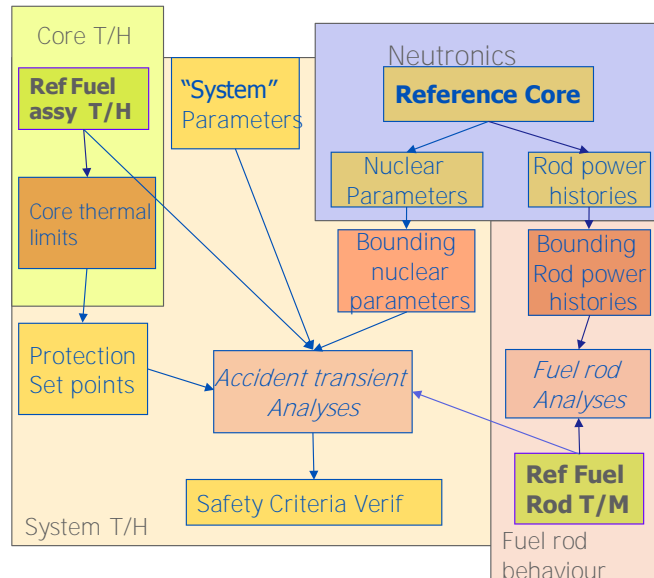 Core T/H
Neutronics
Ref Fuel
assy T/H
“System”
Parameters
Reference Core
Nuclear
Parameters
Rod power
histories
Core thermal
limits
Bounding
nuclear
parameters
Bounding
Rod power
histories
Protection
Set points
Accident transient
Analyses
Fuel rod
Analyses
Safety Criteria Verif
Ref Fuel
Rod T/M
System T/H
Fuel rod
behaviour